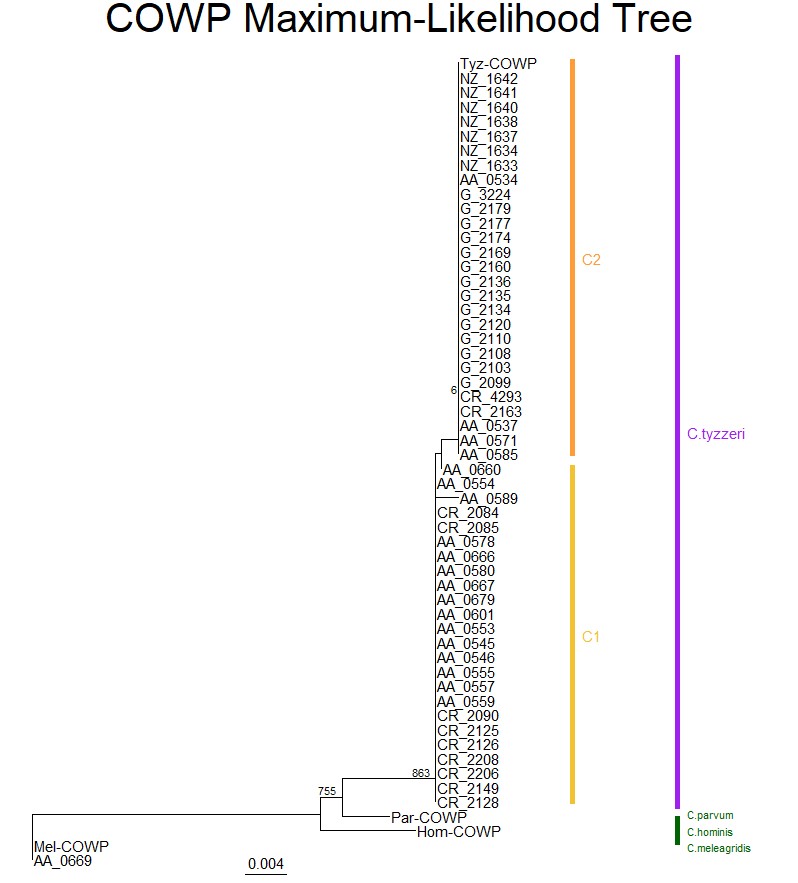 COWP Maximum-Likelihood Tree
Tyz-COWP
NZ_1642
NZ_1641
NZ_1640
NZ_1638
NZ_1637
NZ_1634
NZ_1633
AA_0534
G_3224
G_2179
G_2177
G_2174
G_2169
C2
G_2160
G_2136
G_2135
G_2134
G_2120
G_2110
G_2108
G_2103
G_2099
6
CR_4293
CR_2163
AA_0537
C.tyzzeri
AA_0571
AA_0585
AA_0660
AA_0554
AA_0589
CR_2084
CR_2085
AA_0578
AA_0666
AA_0580
AA_0667
AA_0679
AA_0601
AA_0553
C1
AA_0545
AA_0546
AA_0555
AA_0557
AA_0559
CR_2090
CR_2125
CR_2126
CR_2208
863
CR_2206
CR_2149
755
CR_2128
Par-COWP
C.parvum
Hom-COWP
C.hominis
Mel-COWP
C.meleagridis
AA_0669
0.004